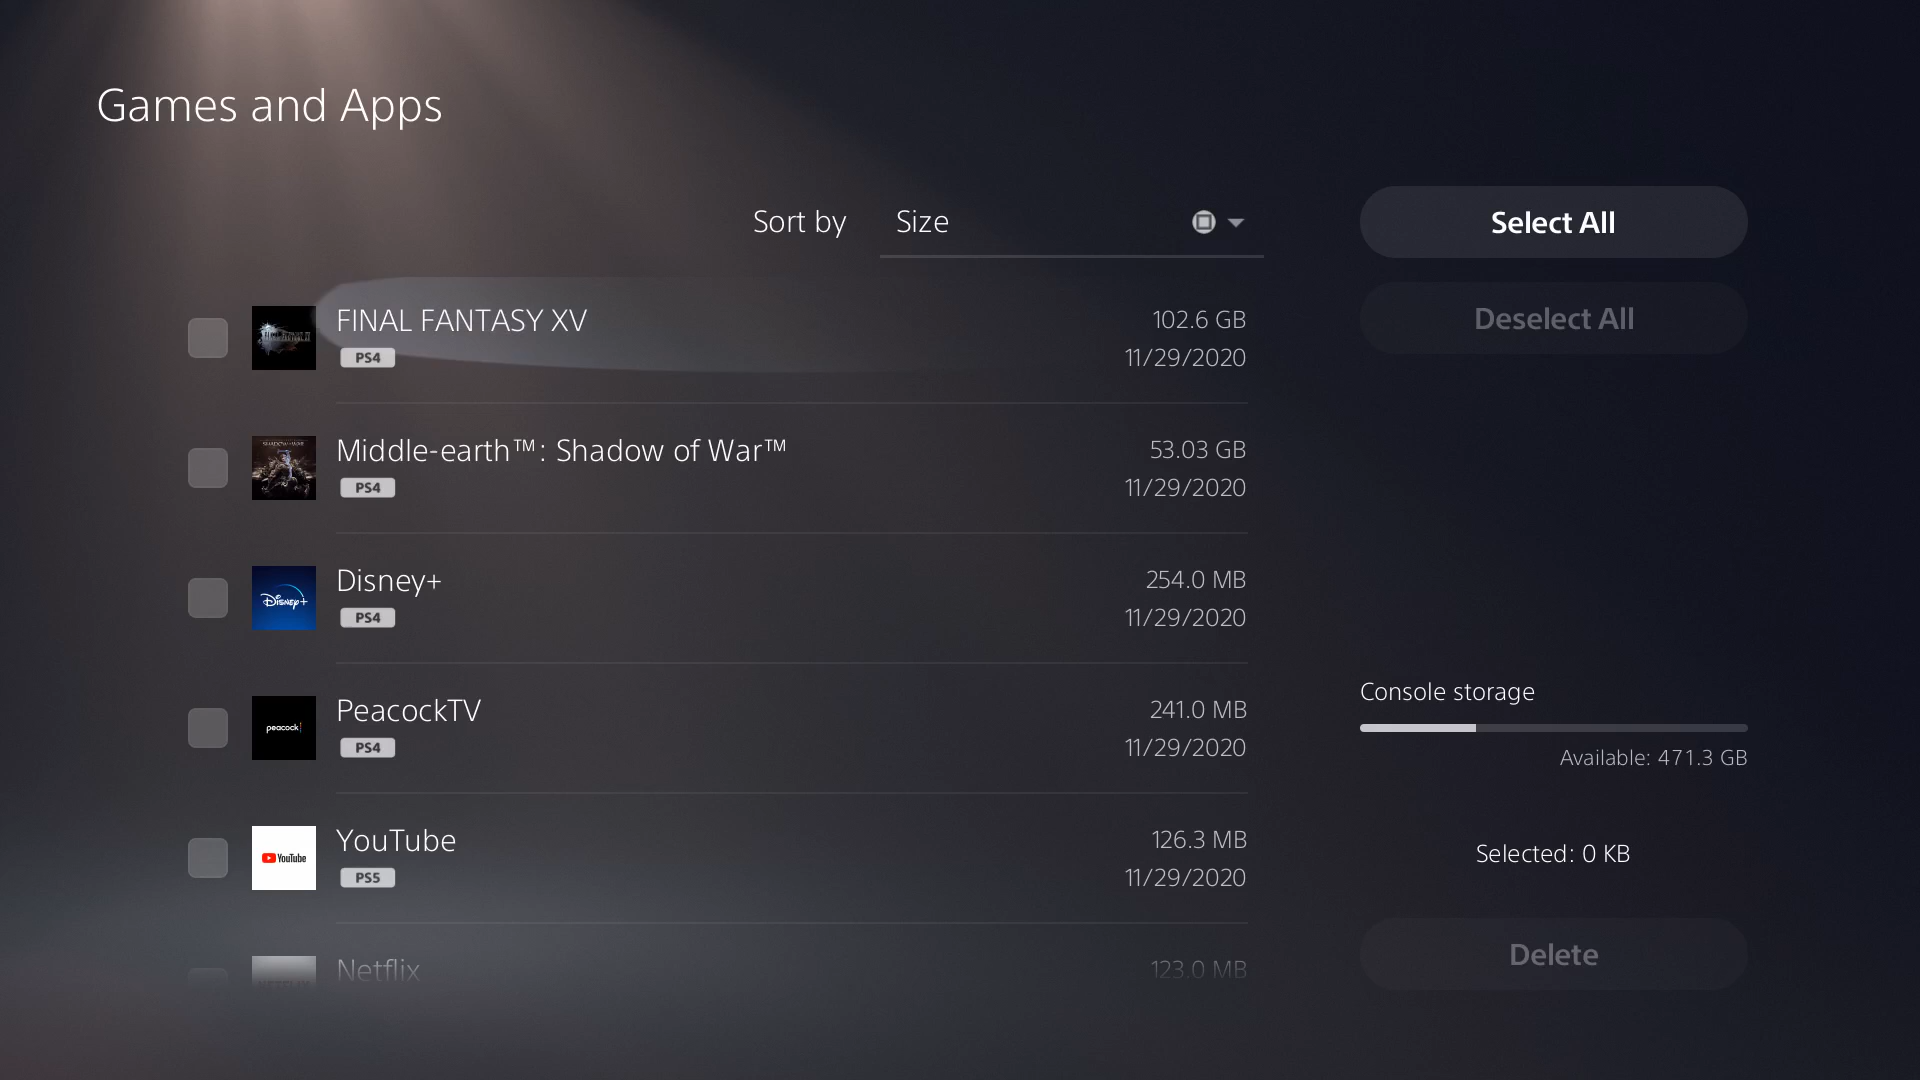 Games and Apps
Sort by Size
Select All
Deselect All
FINAL FANTASY XV 102.6 GB
PS4 11/29/2020
Middle-earth™: Shadow of War™ 53.03 GB
PS4 11/29/2020
Disney+
Disney+ 254.0 MB
PS4 11/29/2020
peacock
PeacockTV 241.0 MB
PS4 11/29/2020
YouTube
YouTube 126.3 MB
PS5 11/29/2020
Netflix 123.0 MB
Console storage
Available: 471.3 GB
Selected: 0 KB
Delete